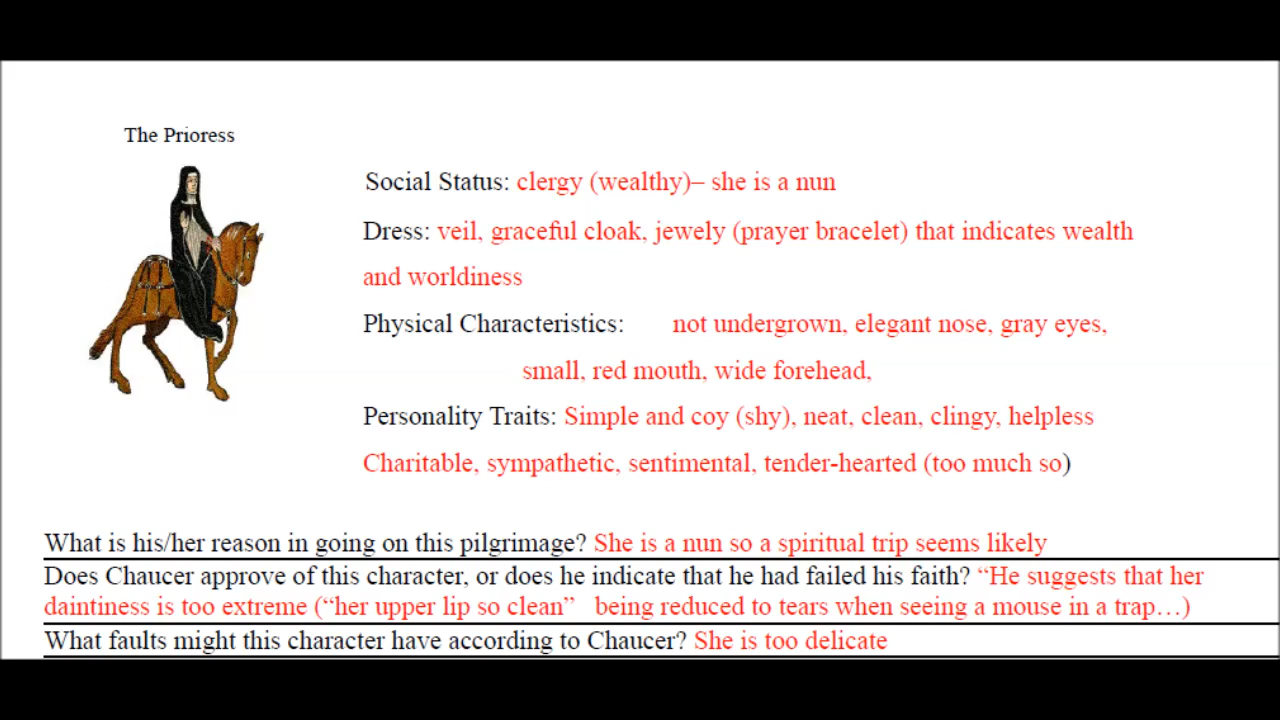 The Prioress
Social Status: clergy (wealthy)– she is a nun
Dress: veil, graceful cloak, jewely (prayer bracelet) that indicates wealth
and worldiness
Physical Characteristics: not undergrown, elegant nose, gray eyes,
small, red mouth, wide forehead,
Personality Traits: Simple and coy (shy), neat, clean, clingy, helpless
Charitable, sympathetic, sentimental, tender-hearted (too much so)
What is his/her reason in going on this pilgrimage? She is a nun so a spiritual trip seems likely
Does Chaucer approve of this character, or does he indicate that he had failed his faith? “He suggests that her
daintiness is too extreme (“her upper lip so clean” being reduced to tears when seeing a mouse in a trap…)
What faults might this character have according to Chaucer? She is too delicate